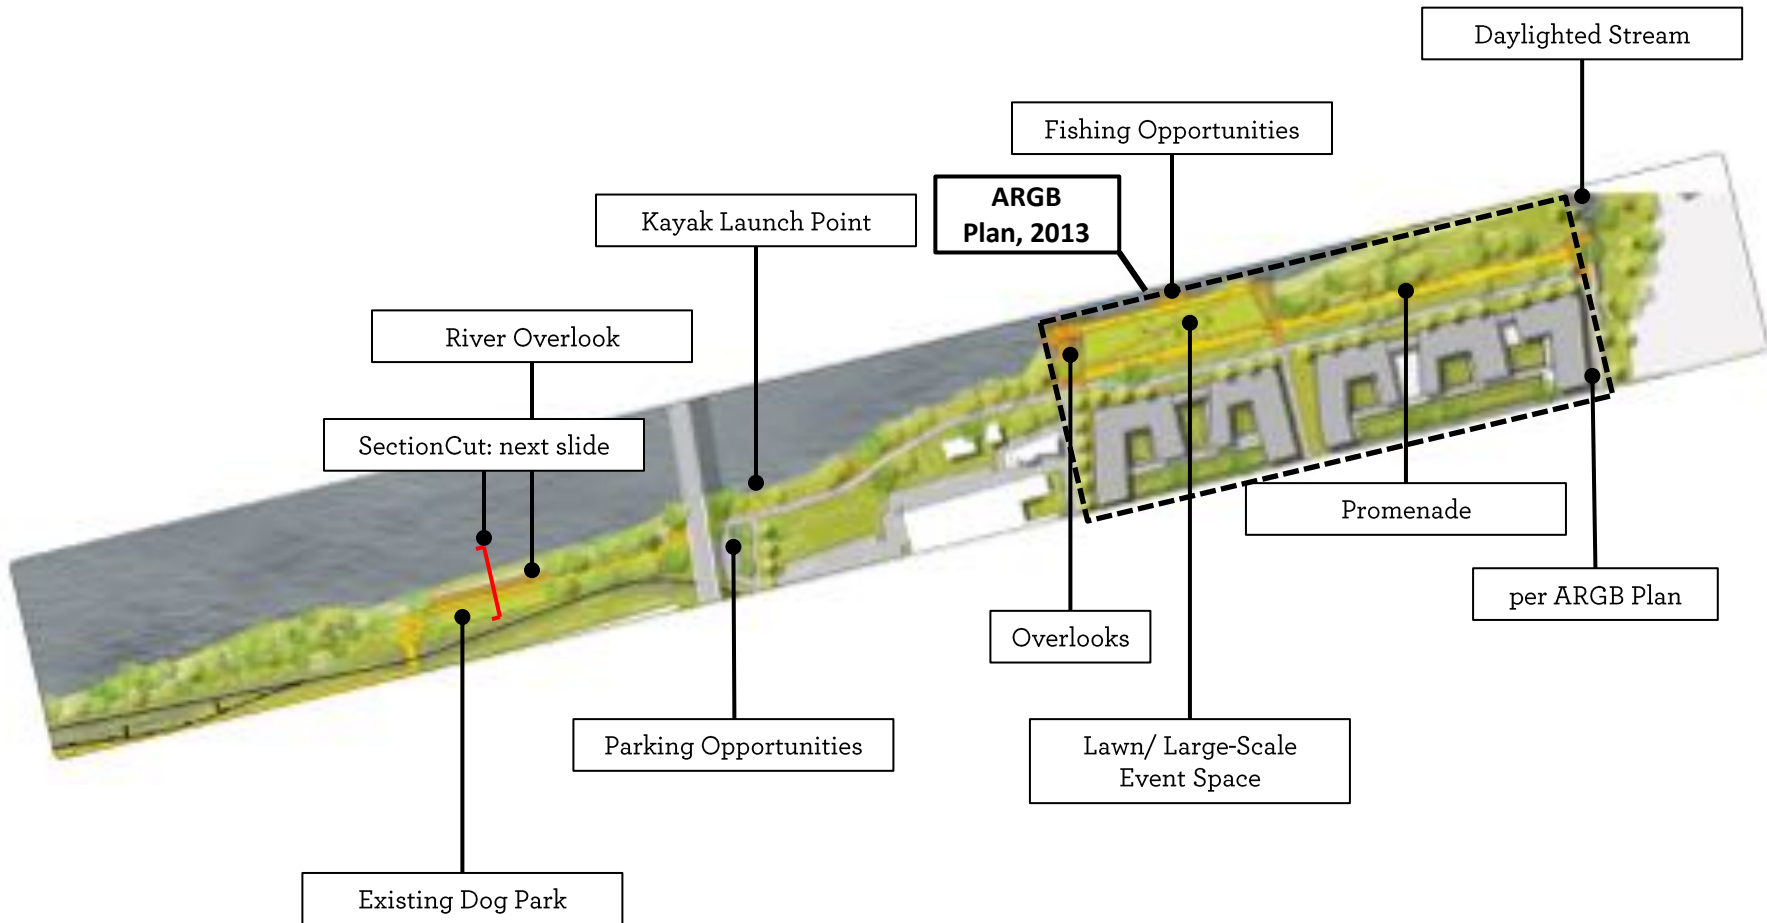 Daylighted Stream
Fishing Opportunities
ARGB
Plan, 2013
Kayak Launch Point
River Overlook
SectionCut: next slide
Promenade
per ARGB Plan
Overlooks
Parking Opportunities
Lawn/ Large-Scale
Event Space
Existing Dog Park